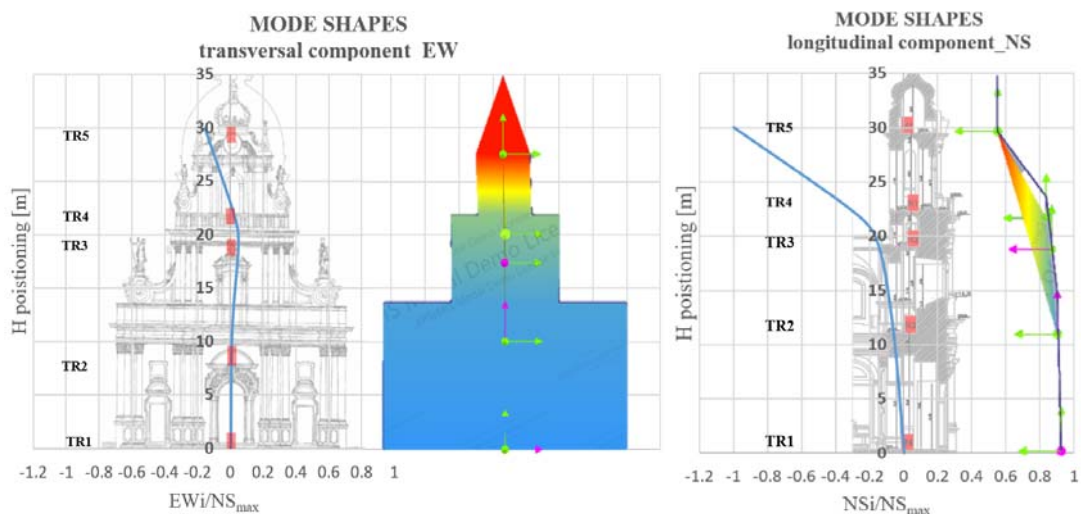 MODE SHAPES
transversal component_EW
35
30
25
20
15
10
5
0
TR5
TR4
TR3
TR2
TR1
H poistioning [m]
-1.2 -1 -0.8 -0.6 -0.4 -0.2 0 0.2 0.4 0.6 0.8 1
EWi/NSmax
MODE SHAPES
longitudinal component_NS
35
30
25
20
15
10
5
0
TR5
TR4
TR3
TR2
TR1
H poistioning [m]
-1.2 -1 -0.8 -0.6 -0.4 -0.2 0 0.2 0.4 0.6 0.8 1
NSi/NSmax